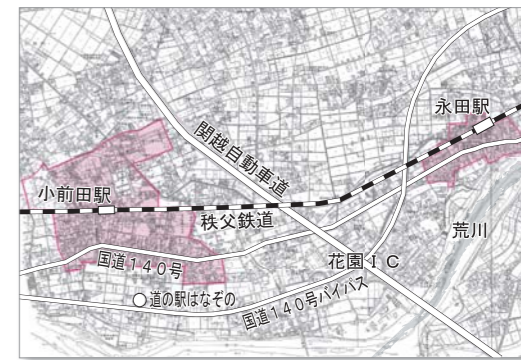 永田駅
関越自動車道
小前田駅
秩父鉄道
荒川
国道140号
花園IC
道の駅はなぞの
国道140号バイパス